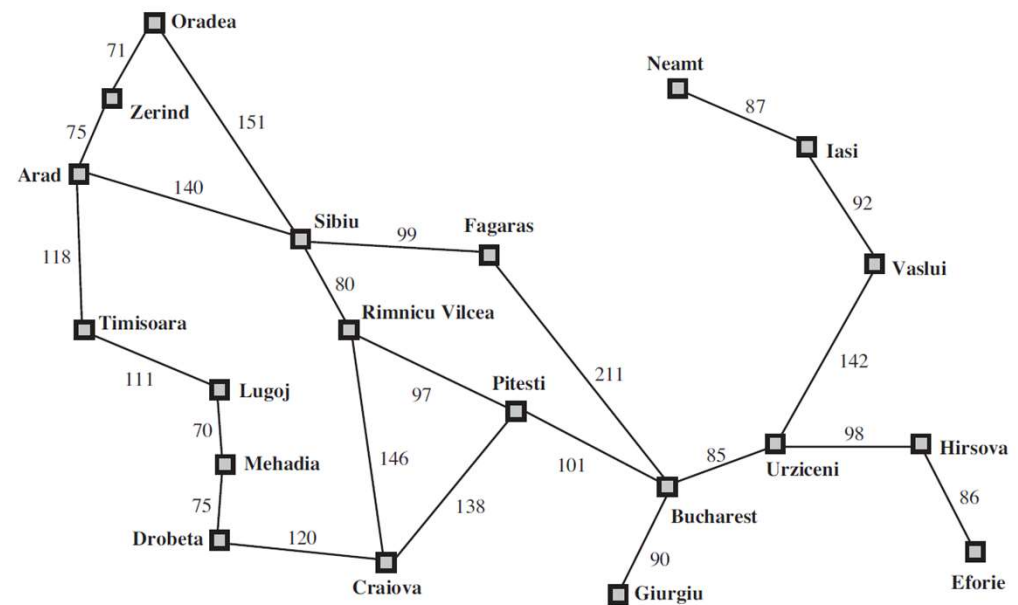 Oradea
71
Neamt
87
Zerind
151
75
Iasi
Arad
140
92
Sibiu
99
Fagaras
118
80
Vaslui
Timisoara
Rimnicu Vilcea
142
111
211
Lugoj
97
Pitesti
70
98
Hirsova
146
85
Mehadia
101
Urziceni
86
75
138
Bucharest
Drobeta
120
90
Craiova
Giurgiu
Eforie